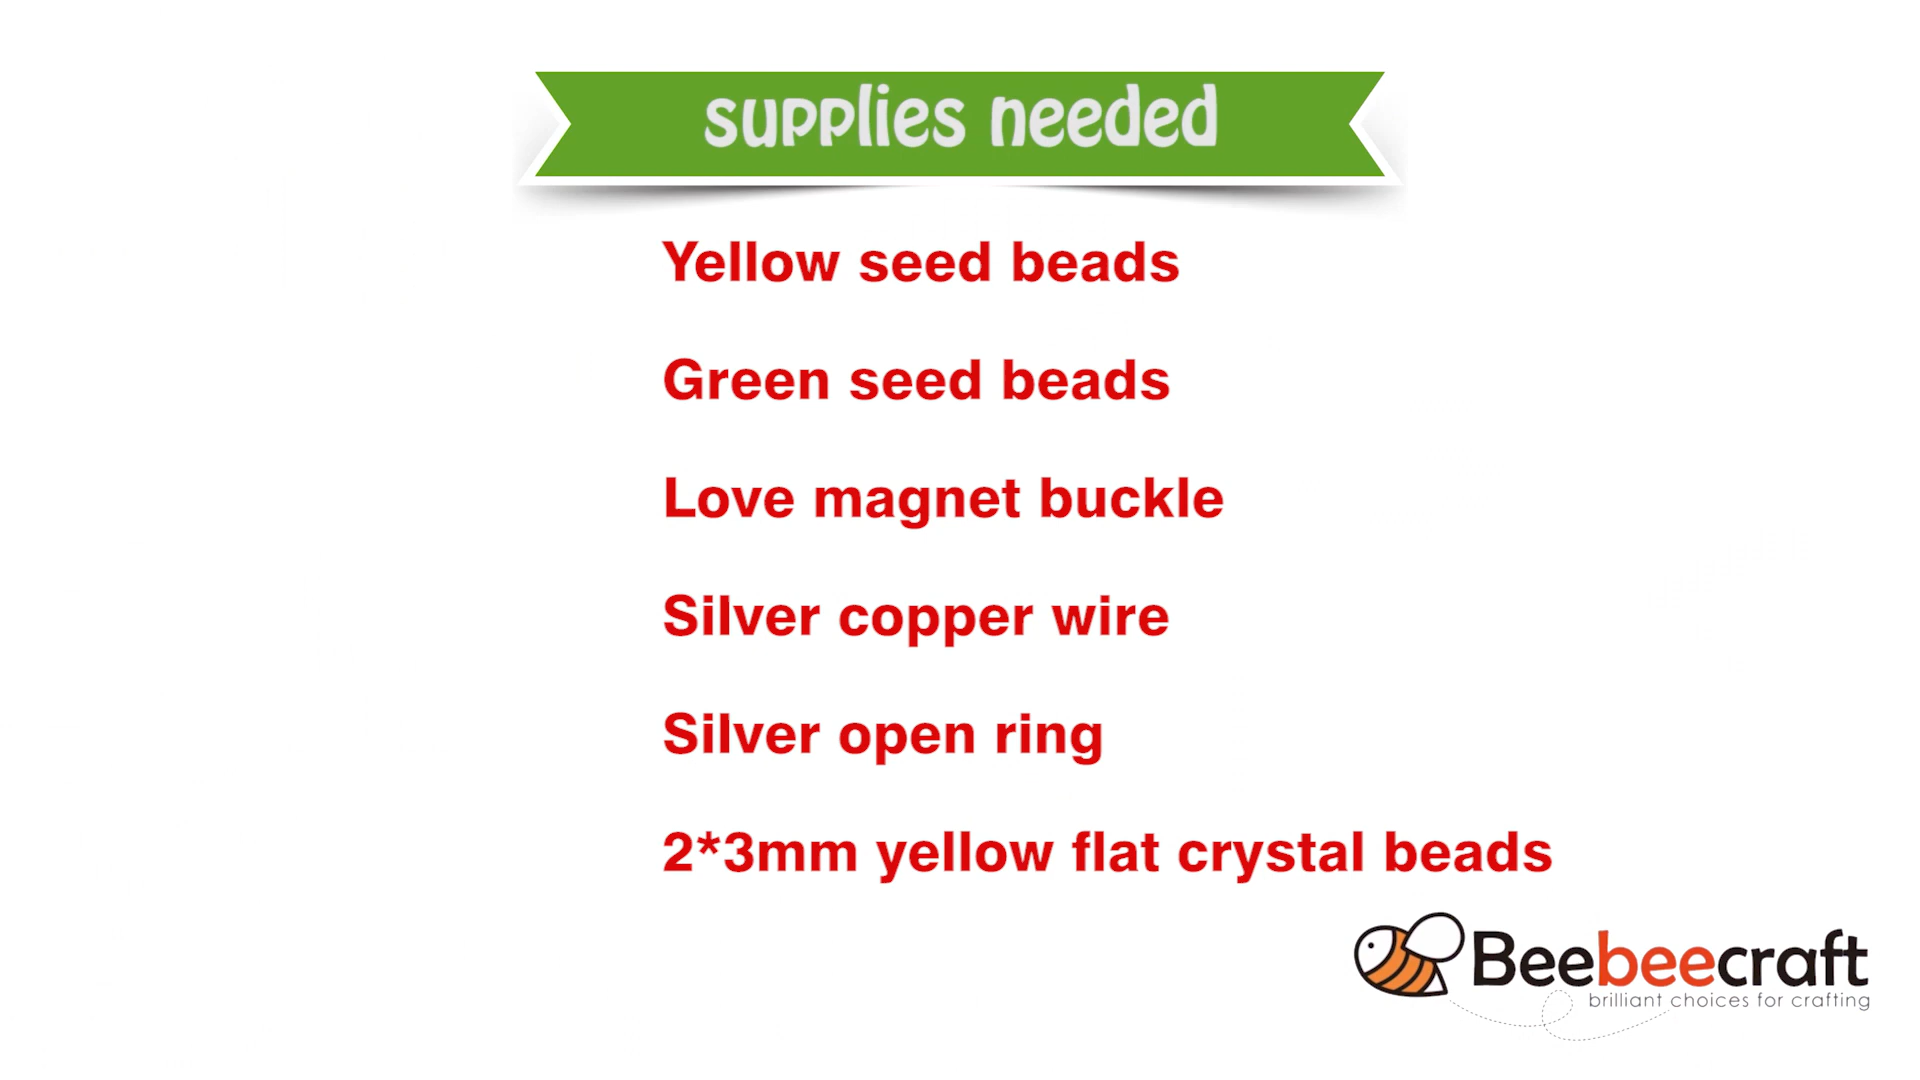 supplies needed
Yellow seed beads
Green seed beads
Love magnet buckle
Silver copper wire
Silver open ring
2*3mm yellow flat crystal beads
Beebeecraft
brilliant choices for crafting